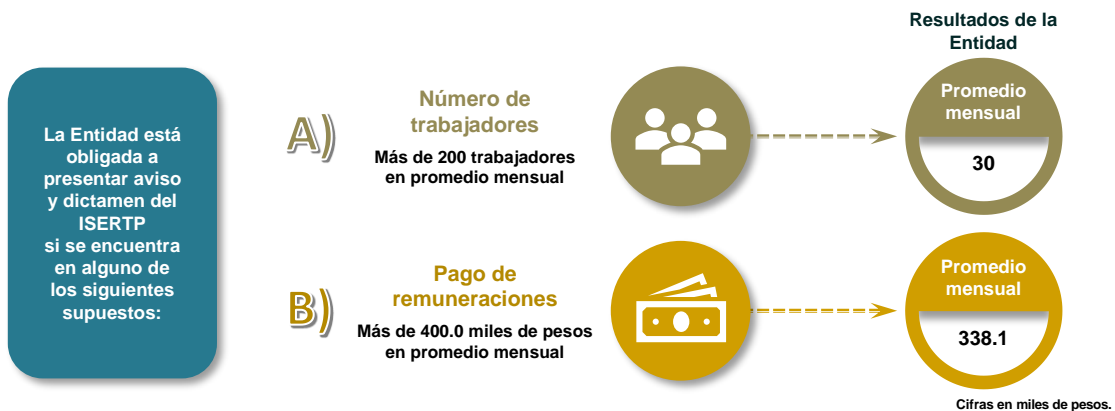 La Entidad está
obligada a
presentar aviso
y dictamen del
ISERTP
si se encuentra
en alguno de
los siguientes
supuestos:
A)
Número de
trabajadores
Más de 200 trabajadores
en promedio mensual
Resultados de la
Entidad
Promedio
mensual
30
B)
Pago de
remuneraciones
Más de 400.0 miles de pesos
en promedio mensual
Promedio
mensual
338.1
Cifras en miles de pesos.